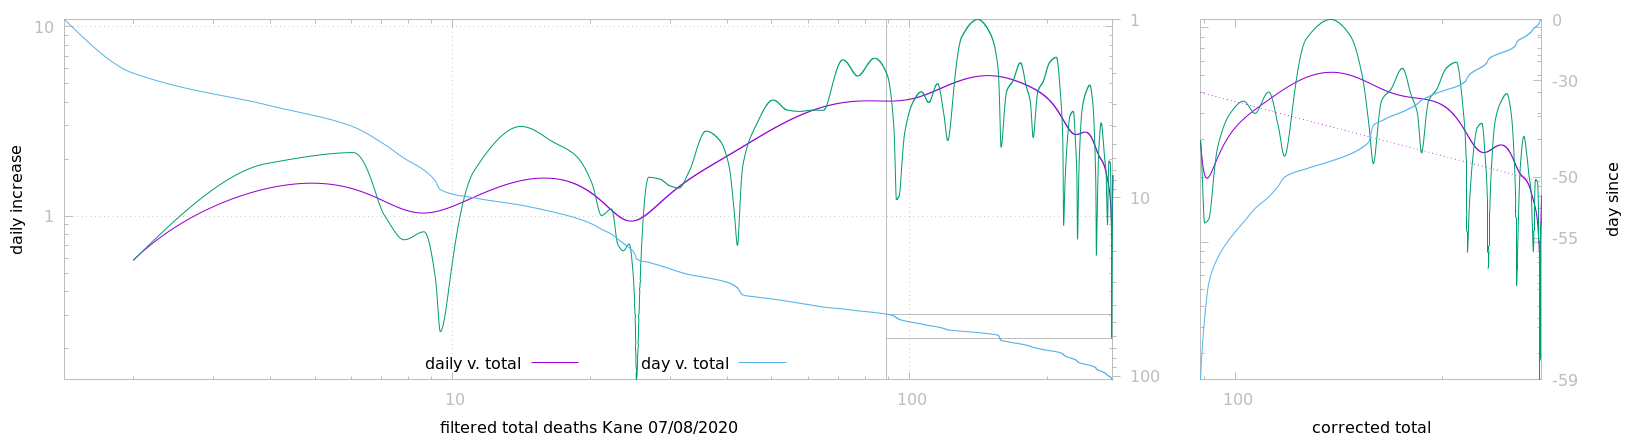 10
1
daily increase
daily v. total
day v. total
10
100
filtered total deaths Kane 07/08/2020
1
10
100
0
-30
-50
-55
-59
day since
100
corrected total